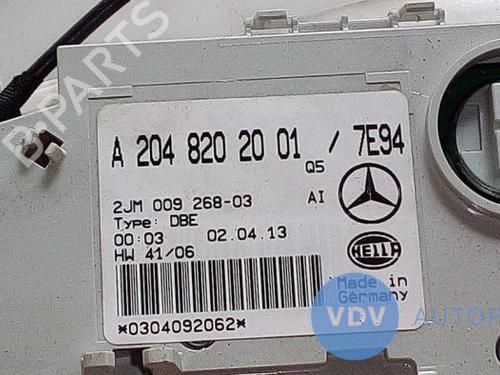 B-PARTS
A 204 820 20 01 / 7E94
Q5
2JM 009 268-03 AI
Type: DBE
00:03 02.04.13
HW 41/06
HELLA
Made in
Germany
*0304092062*
VDV AUTOP